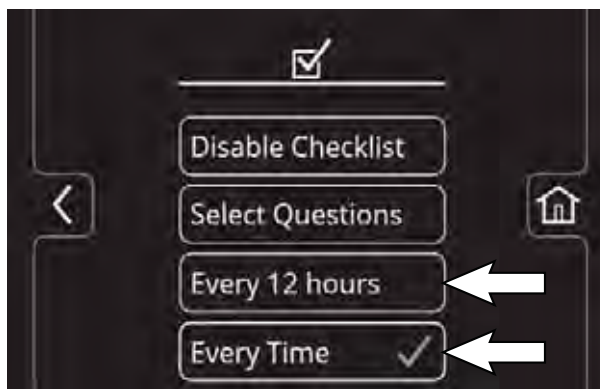 Disable Checklist
Select Questions
Every 12 hours
Every Time